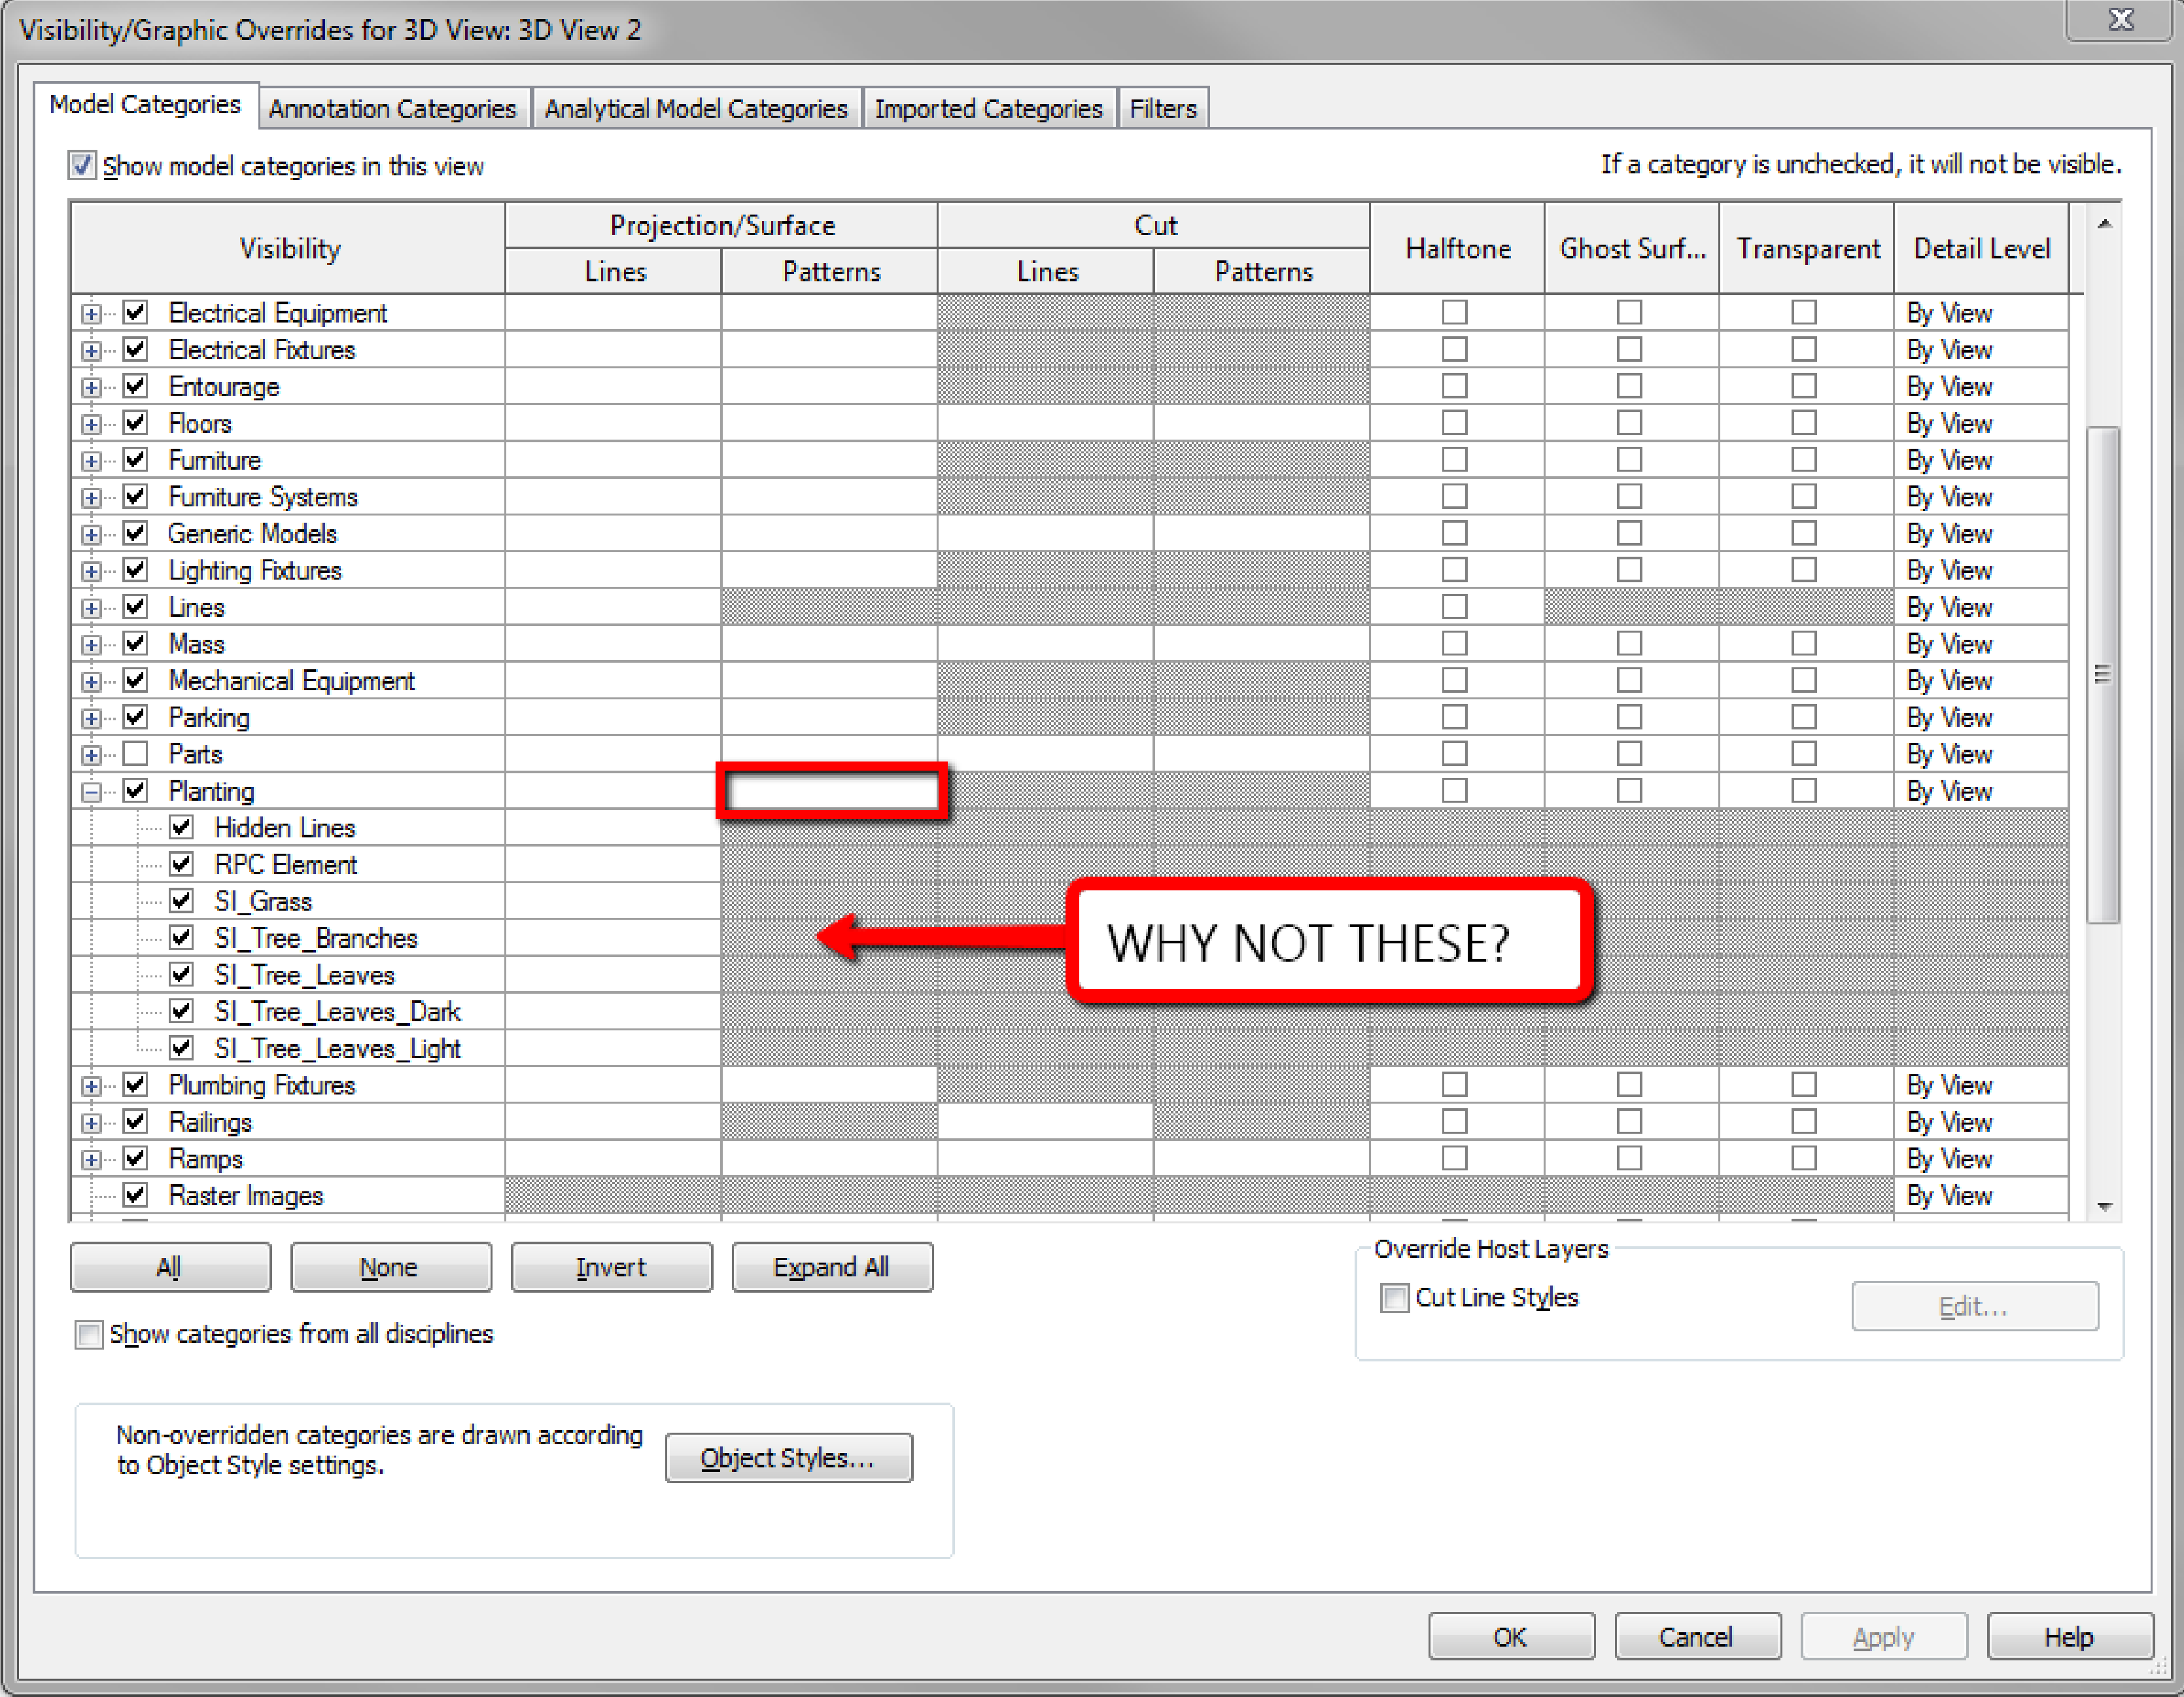 Visibility/Graphic Overrides for 3D View: 3D View 2
X
Model Categories Annotation Categories Analytical Model Categories Imported Categories Filters
Show model categories in this view If a category is unchecked, it will not be visible.
Visibility Projection/Surface Cut Halftone Ghost Surf... Transparent Detail Level
Lines Patterns Lines Patterns
Electrical Equipment By View
Electrical Fixtures By View
Entourage By View
Floors By View
Furniture By View
Furniture Systems By View
Generic Models By View
Lighting Fixtures By View
Lines By View
Mass By View
Mechanical Equipment By View
Parking By View
Parts By View
Planting By View
Hidden Lines
RPC Element
SI_Grass
SI_Tree_Branches WHY NOT THESE?
SI_Tree_Leaves
SI_Tree_Leaves_Dark
SI_Tree_Leaves_Light
Plumbing Fixtures By View
Railings By View
Ramps By View
Raster Images By View
All None Invert Expand All
Override Host Layers
Cut Line Styles Edit...
Show categories from all disciplines
Non-overridden categories are drawn according
to Object Style settings.
Object Styles...
OK Cancel Apply Help